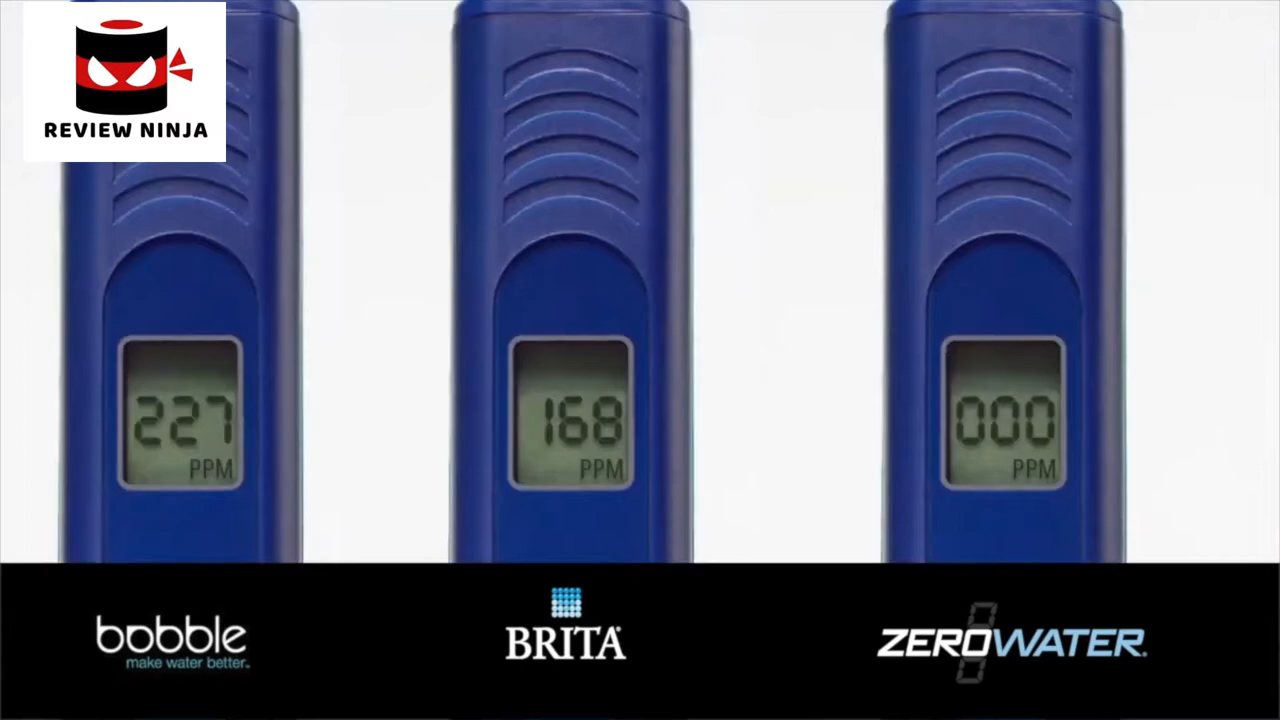 REVIEW NINJA
227
PPM
168
PPM
000
PPM
bobble
make water better.
BRITA
ZEROWATER.